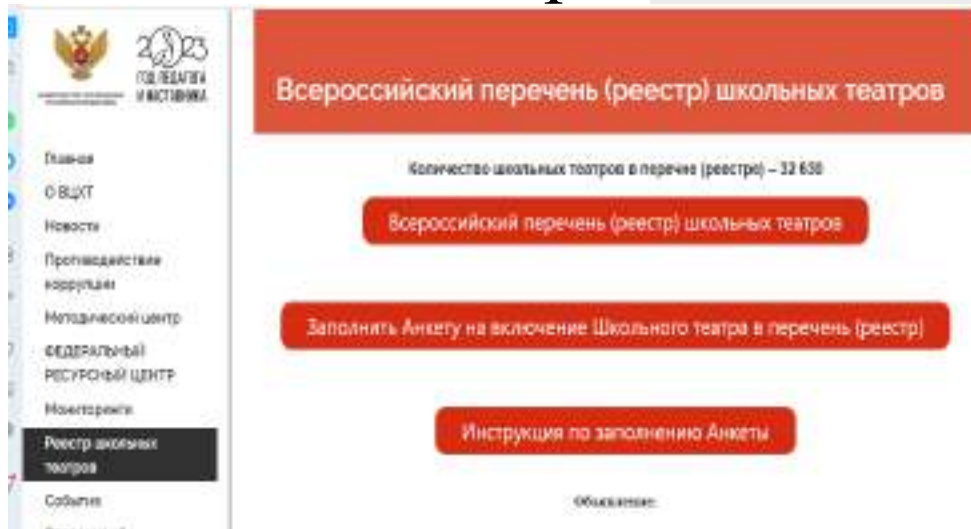 2023
ГОД ПЕДАГОГА
И НАСТАВНИКА
Главная
О ВЦХТ
Новости
Противодействие
коррупции
Методический центр
ФЕДЕРАЛЬНЫЙ
РЕСУРСНЫЙ ЦЕНТР
Мониторинги
Реестр школьных
театров
События
Всероссийский перечень (реестр) школьных театров
Количество школьных театров в перечне (реестре) – 32 630
Всероссийский перечень (реестр) школьных театров
Заполнить Анкету на включение Школьного театра в перечень (реестр)
Инструкция по заполнению Анкеты
Объявление: